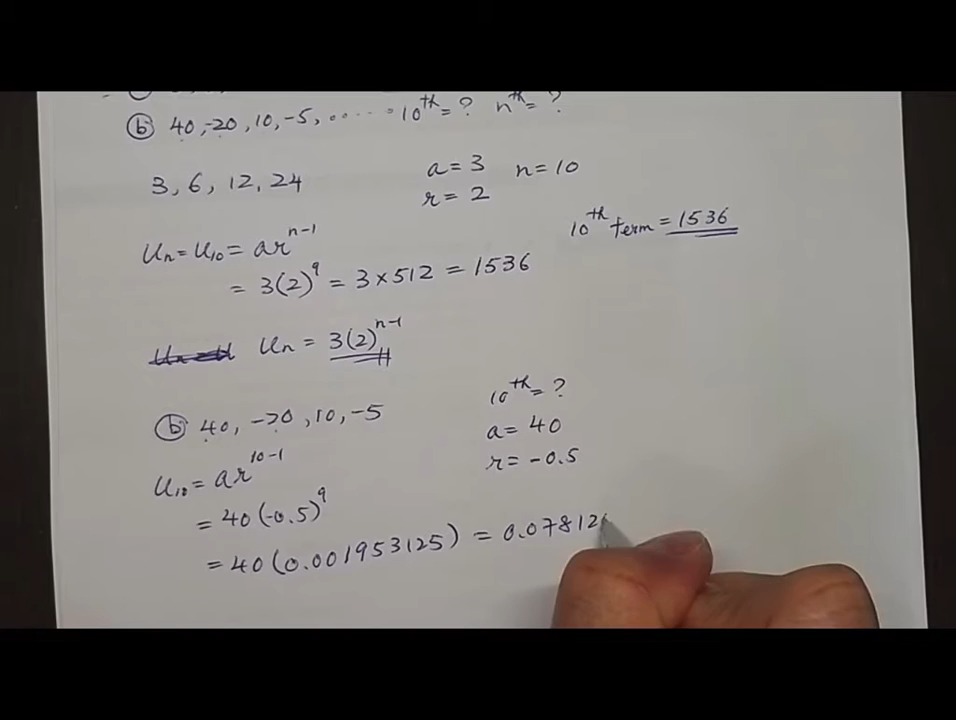 ⓑ 40, -20, 10, -5, ...... 10th = ? nth = ?
3, 6, 12, 24
a = 3 n = 10
r = 2
10th term = 1536
Un = U10 = ar^n-1
= 3(2)^9 = 3 × 512 = 1536
Un = 3(2)^n-1
10th = ?
ⓑ 40, -20, 10, -5
a = 40
r = -0.5
U10 = ar^10-1
= 40(-0.5)^9
= 40(0.001953125) = 0.07812